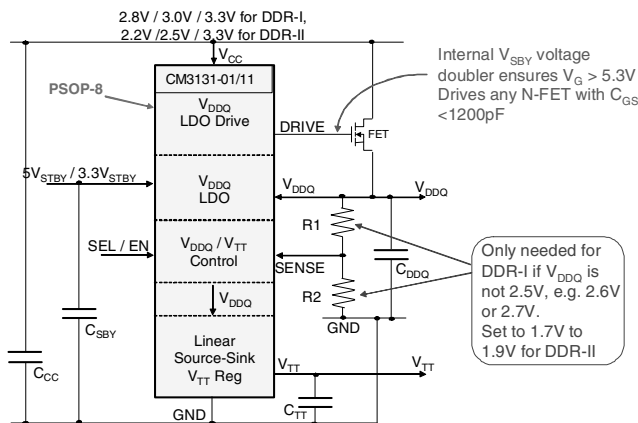 2.8V / 3.0V / 3.3V for DDR-I,
2.2V /2.5V / 3.3V for DDR-II
VCC
PSOP-8
CM3131-01/11
VDDQ
LDO Drive
DRIVE
FET
Internal VSBY voltage
doubler ensures VG > 5.3V
Drives any N-FET with CGS
<1200pF
5VSTBY / 3.3VSTBY
VDDQ
LDO
VDDQ
VDDQ
R1
SEL / EN
VDDQ / VTT
Control
SENSE
CDDQ
R2
GND
Only needed for
DDR-I if VDDQ is
not 2.5V, e.g. 2.6V
or 2.7V.
Set to 1.7V to
1.9V for DDR-II
VDDQ
CSBY
Linear
Source-Sink
VTT Reg
VTT
VTT
CCC
CTT
GND